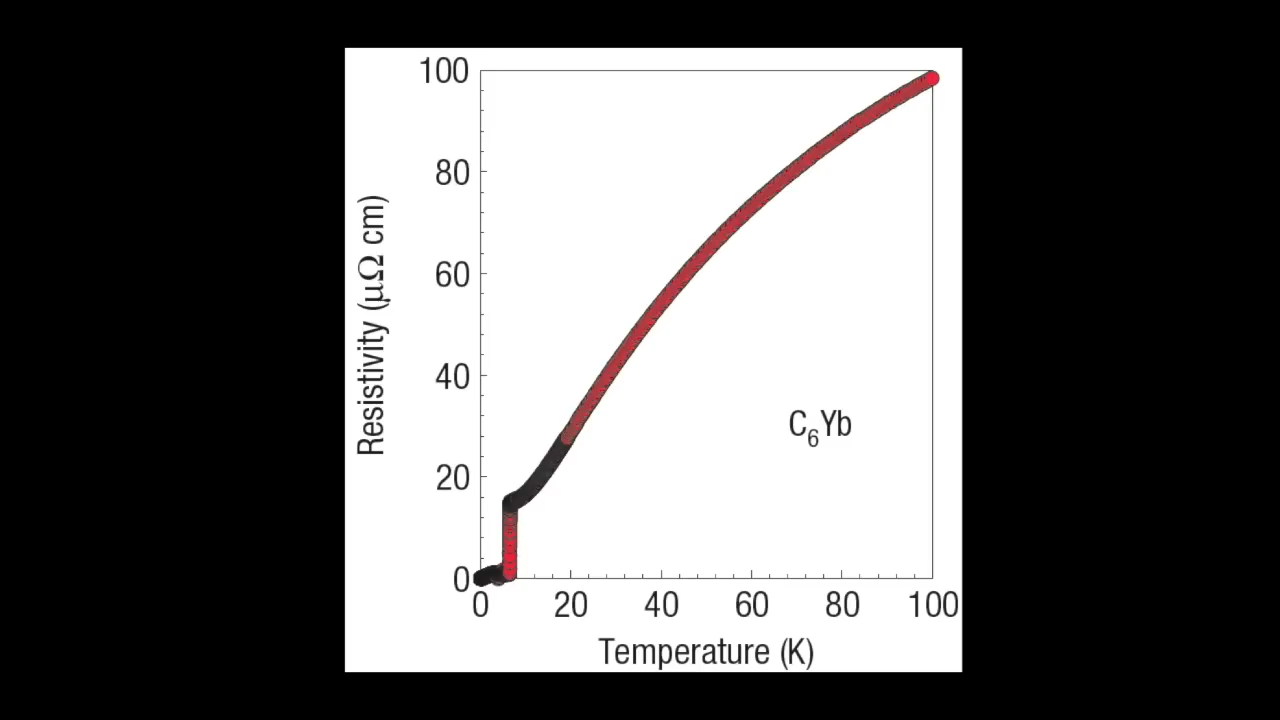 100
80
60
40
20
0
Resistivity (μΩ cm)
C₆Yb
0 20 40 60 80 100
Temperature (K)